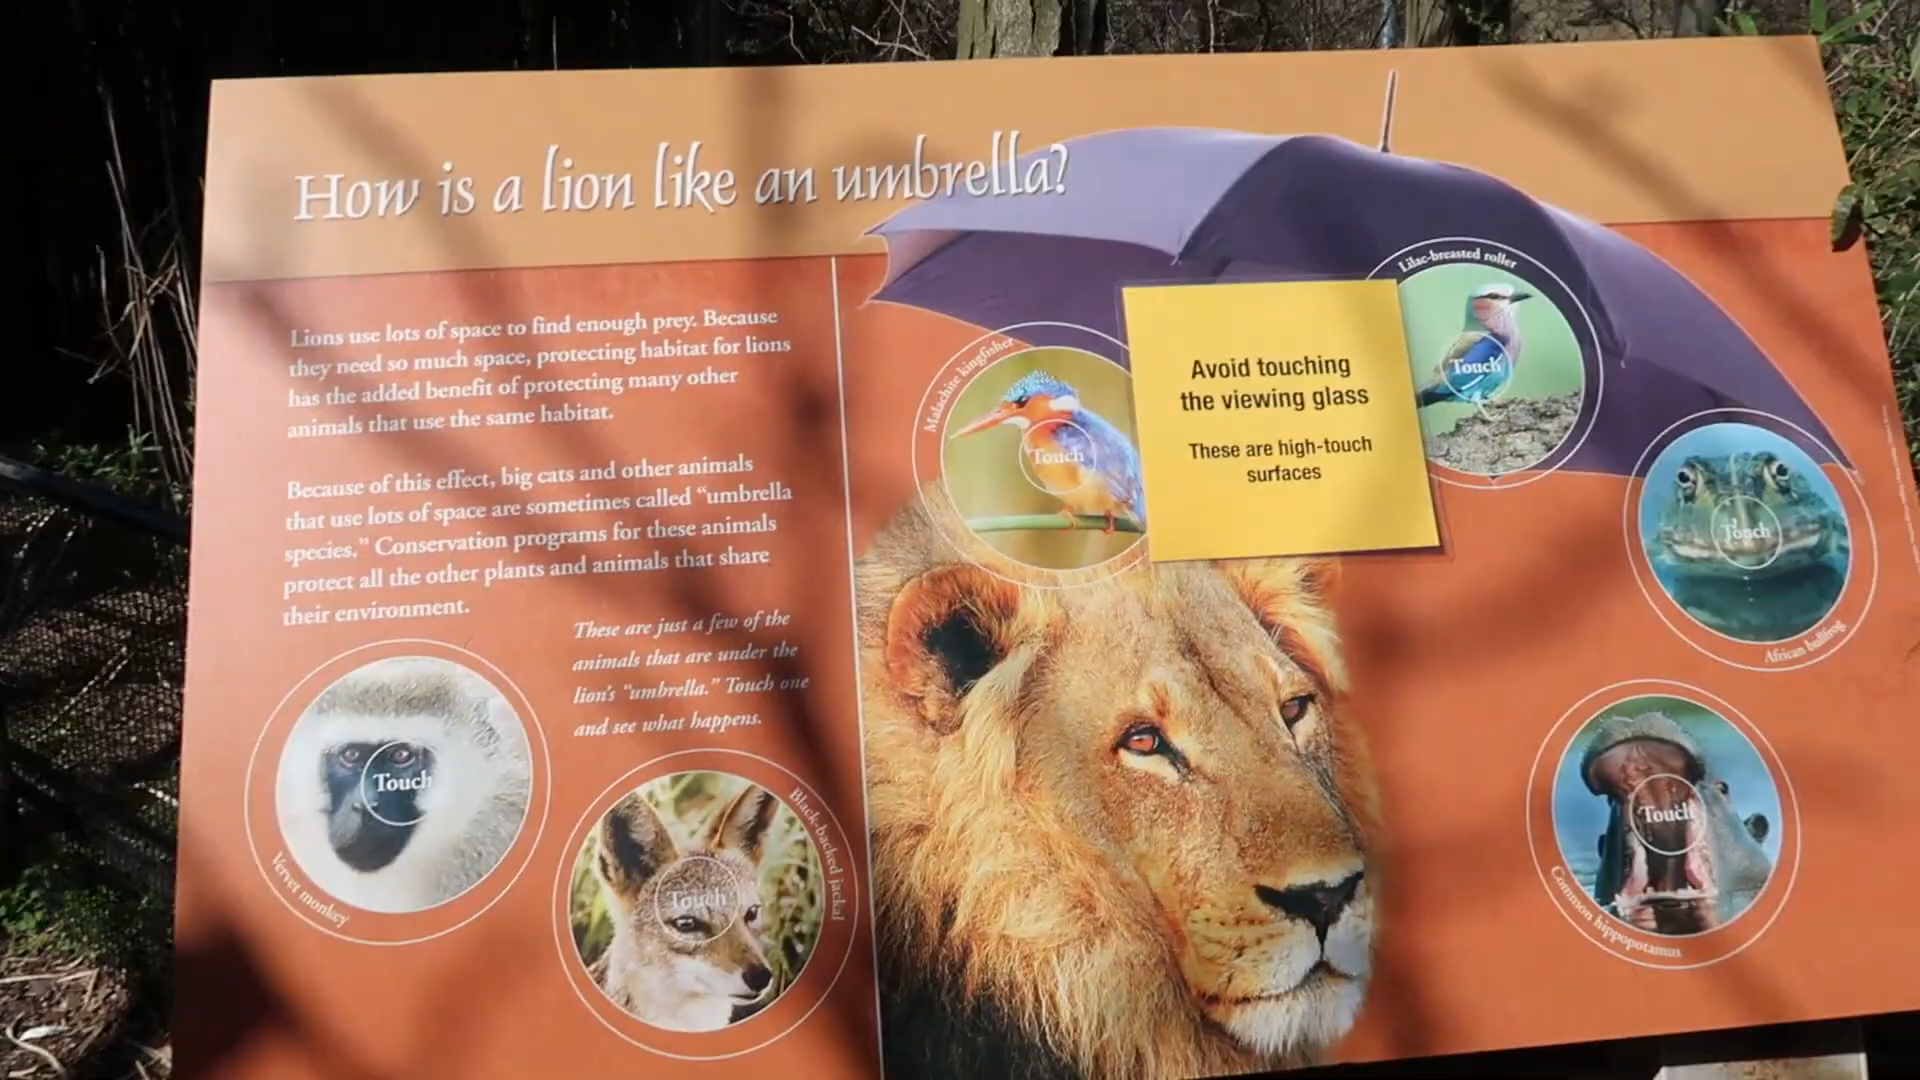 How is a lion like an umbrella?
Lions use lots of space to find enough prey. Because
they need so much space, protecting habitat for lions
has the added benefit of protecting many other
animals that use the same habitat.
Because of this effect, big cats and other animals
that use lots of space are sometimes called “umbrella
species.” Conservation programs for these animals
protect all the other plants and animals that share
their environment.
These are just a few of the
animals that are under the
lion’s “umbrella.” Touch one
and see what happens.
Touch
Vervet monkey
Touch
Black-backed jackal
Malachite kingfisher
Touch
Avoid touching
the viewing glass
These are high-touch
surfaces
Lilac-breasted roller
Touch
Touch
African bullfrog
Touch
Common hippopotamus